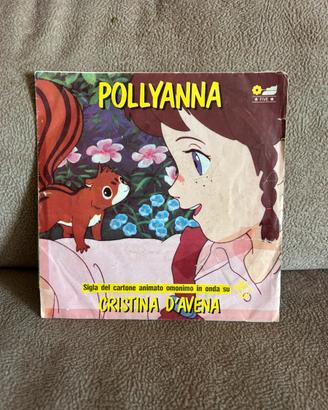 POLLYANNA
★ FIVE ★
Sigla del cartone animato omonimo in onda su
CRISTINA D'AVENA